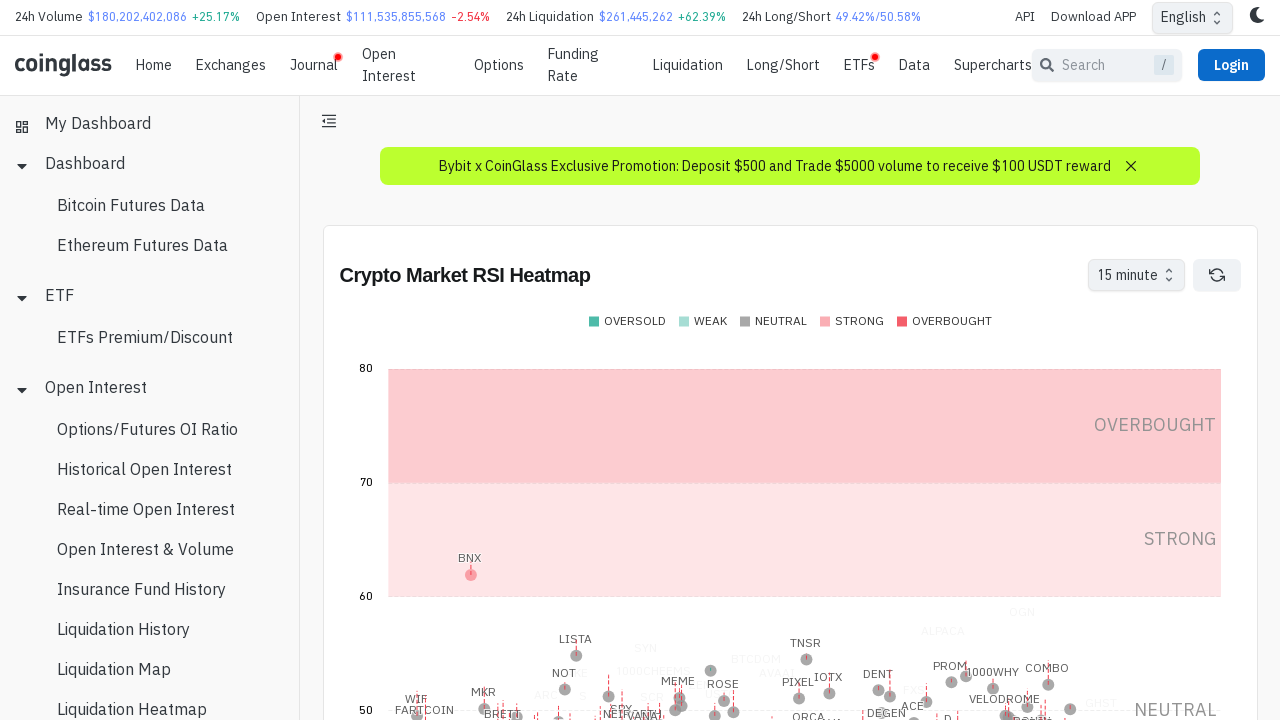 24h Volume $180,202,402,086 +25.17% Open Interest $111,535,855,568 -2.54% 24h Liquidation $261,445,262 +62.39% 24h Long/Short 49.42%/50.58% API Download APP English
coinglass Home Exchanges Journal Open Interest Options Funding Rate Liquidation Long/Short ETFs Data Supercharts Search / Login
My Dashboard
Dashboard
Bitcoin Futures Data
Ethereum Futures Data
ETF
ETFs Premium/Discount
Open Interest
Options/Futures OI Ratio
Historical Open Interest
Real-time Open Interest
Open Interest & Volume
Insurance Fund History
Liquidation History
Liquidation Map
Liquidation Heatmap
Bybit x CoinGlass Exclusive Promotion: Deposit $500 and Trade $5000 volume to receive $100 USDT reward
Crypto Market RSI Heatmap 15 minute
OVERSOLD WEAK NEUTRAL STRONG OVERBOUGHT
80
OVERBOUGHT
70
STRONG
BNX
60
OGN
ALPACA
LISTA TNSR
SYN
BTCDOM
NOT 1000CHEEMS DENT PROM 1000WHY COMBO
MEME ROSE PIXEL IOTX
MKR
WIF VELODROME GHST
FARTCOIN BRETT DEGEN ACE
ORCA
50 NEUTRAL